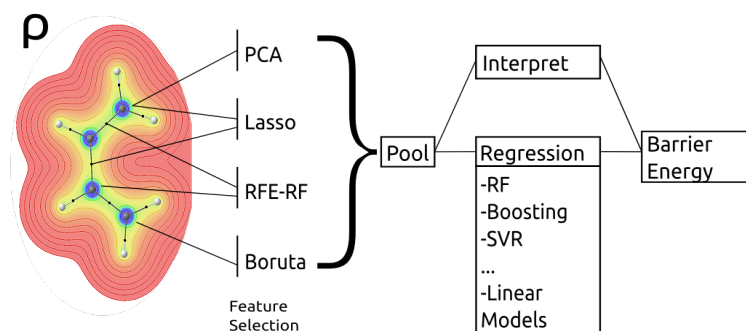 ρ
PCA
Lasso
RFE-RF
Boruta
Feature
Selection
Pool
Interpret
Regression
-RF
-Boosting
-SVR
...
-Linear
Models
Barrier
Energy